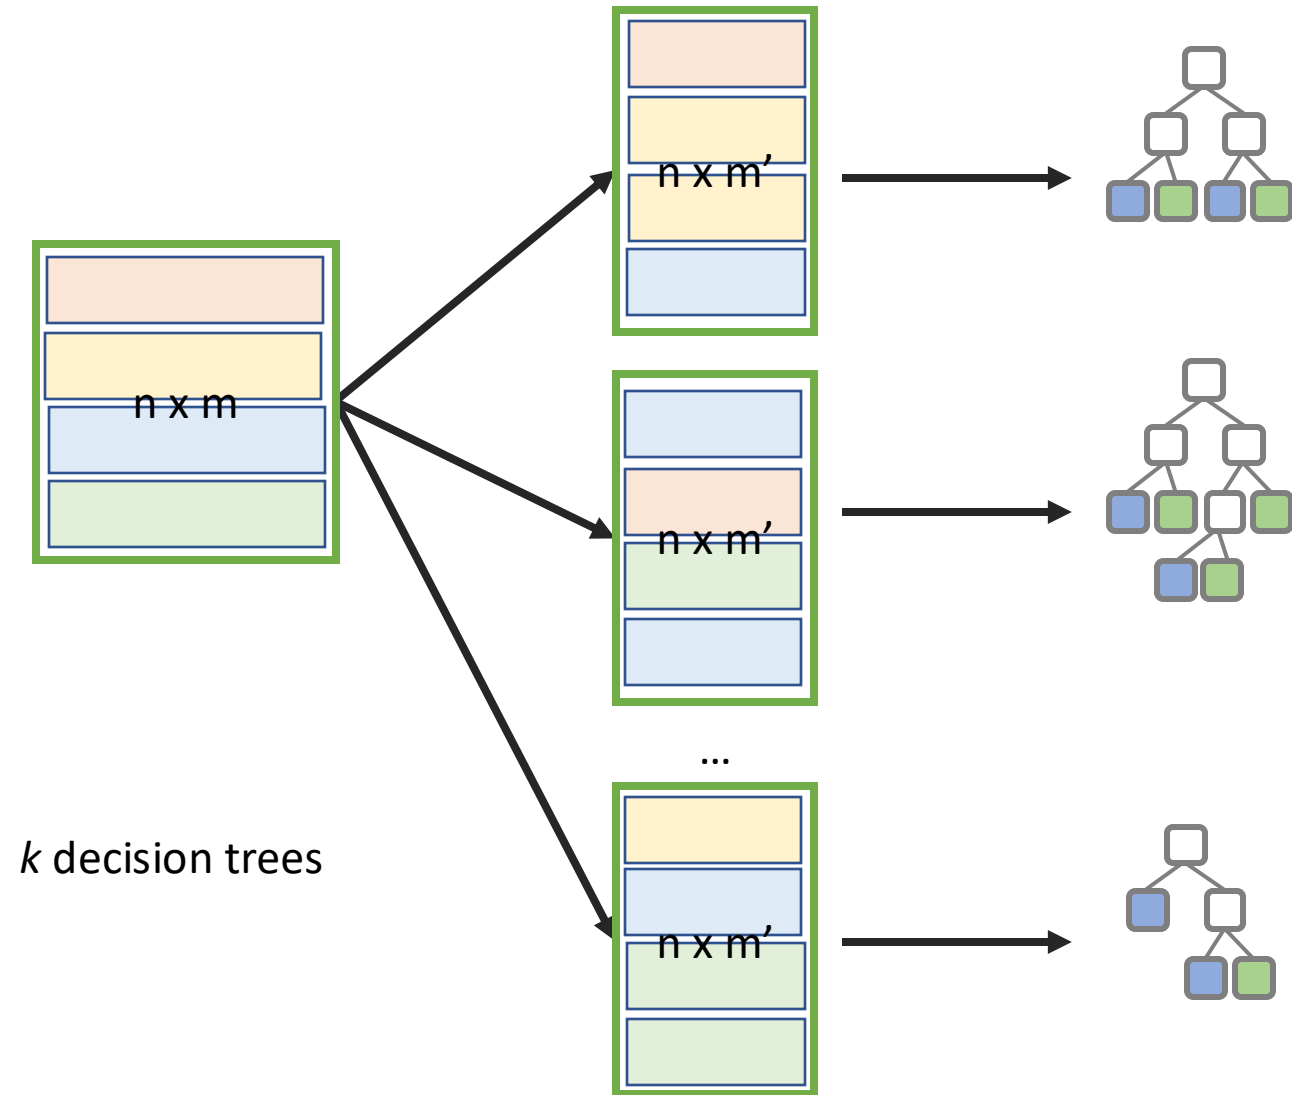 n x m’
n x m
n x m’
…
k decision trees
n x m’